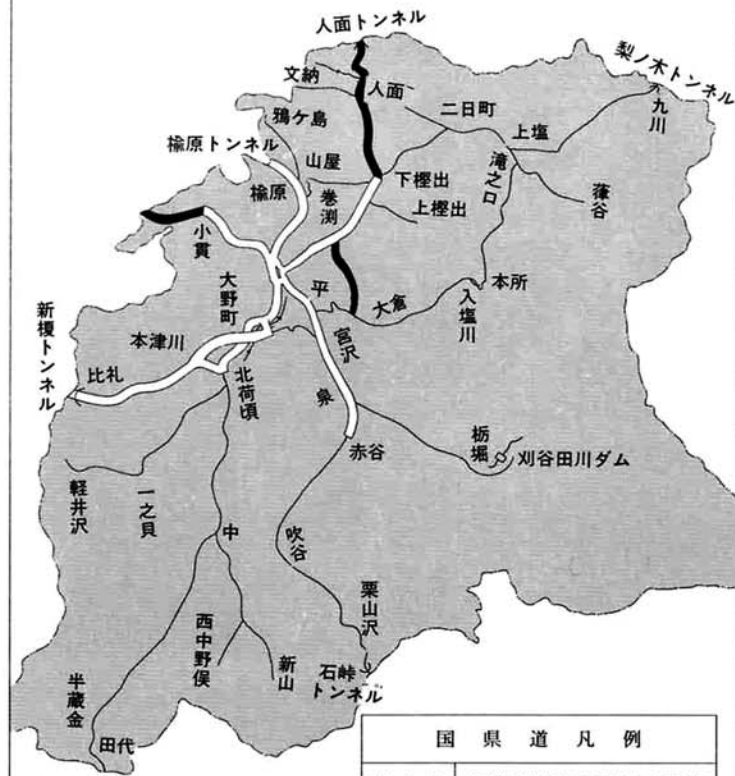 人面トンネル
梨ノ木トンネル
文納
人面
二日町
九川
鴉ケ島
上塩
楡原トンネル
山屋
滝之口
楡原
巻渕
下樫出
上樫出
葎谷
小貫
大野町
平
大倉
入塩川
本所
新榎トンネル
本津川
宮沢
比礼
北荷頃
泉
栃堀
刈谷田川ダム
赤谷
軽井沢
一之貝
中
吹谷
栗山沢
西中野俣
新山
石峠
トンネル
半蔵金
田代
国県道凡例